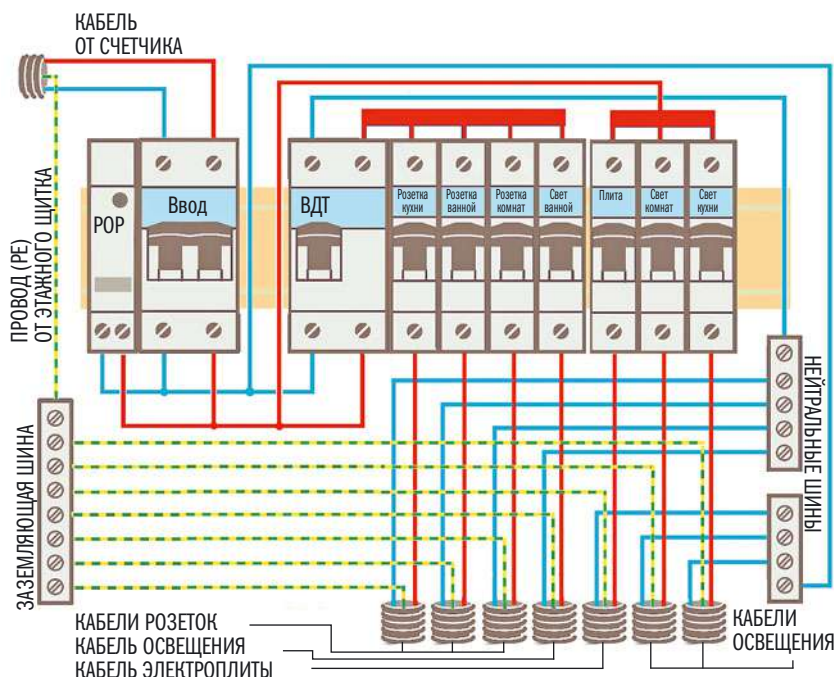 КАБЕЛЬ
ОТ СЧЕТЧИКА
ПРОВОД (PE)
ОТ ЭТАЖНОГО ЩИТКА
РОР
Ввод
ВДТ
Розетка
кухни
Розетка
ванной
Розетка
комнат
Свет
ванной
Плита
Свет
комнат
Свет
кухни
ЗАЗЕМЛЯЮЩАЯ ШИНА
НЕЙТРАЛЬНЫЕ ШИНЫ
КАБЕЛИ РОЗЕТОК
КАБЕЛЬ ОСВЕЩЕНИЯ
КАБЕЛЬ ЭЛЕКТРОПЛИТЫ
КАБЕЛИ
ОСВЕЩЕНИЯ